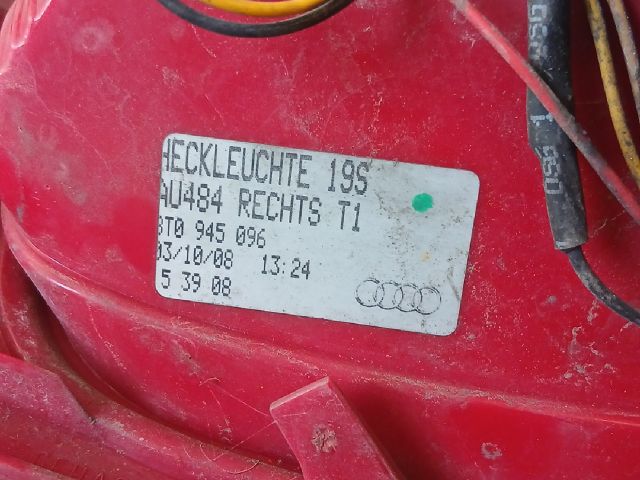 HECKLEUCHTE 19S
AU484 RECHTS T1
8T0 945 096
03/10/08 13:24
5 39 08